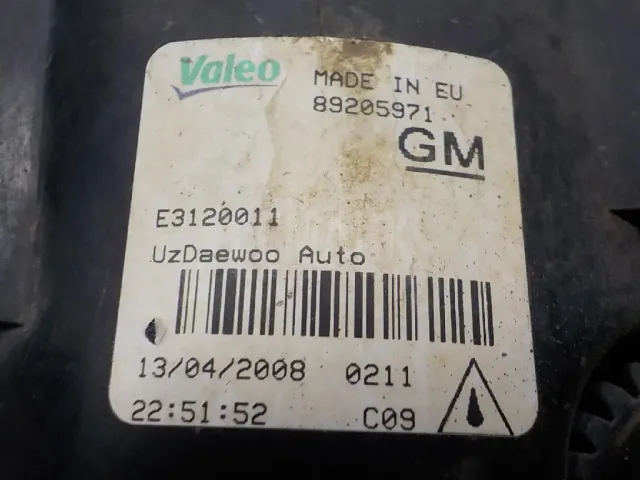 Valeo
MADE IN EU
89205971
GM
E3120011
UzDaewoo Auto
13/04/2008 0211
22:51:52 C09